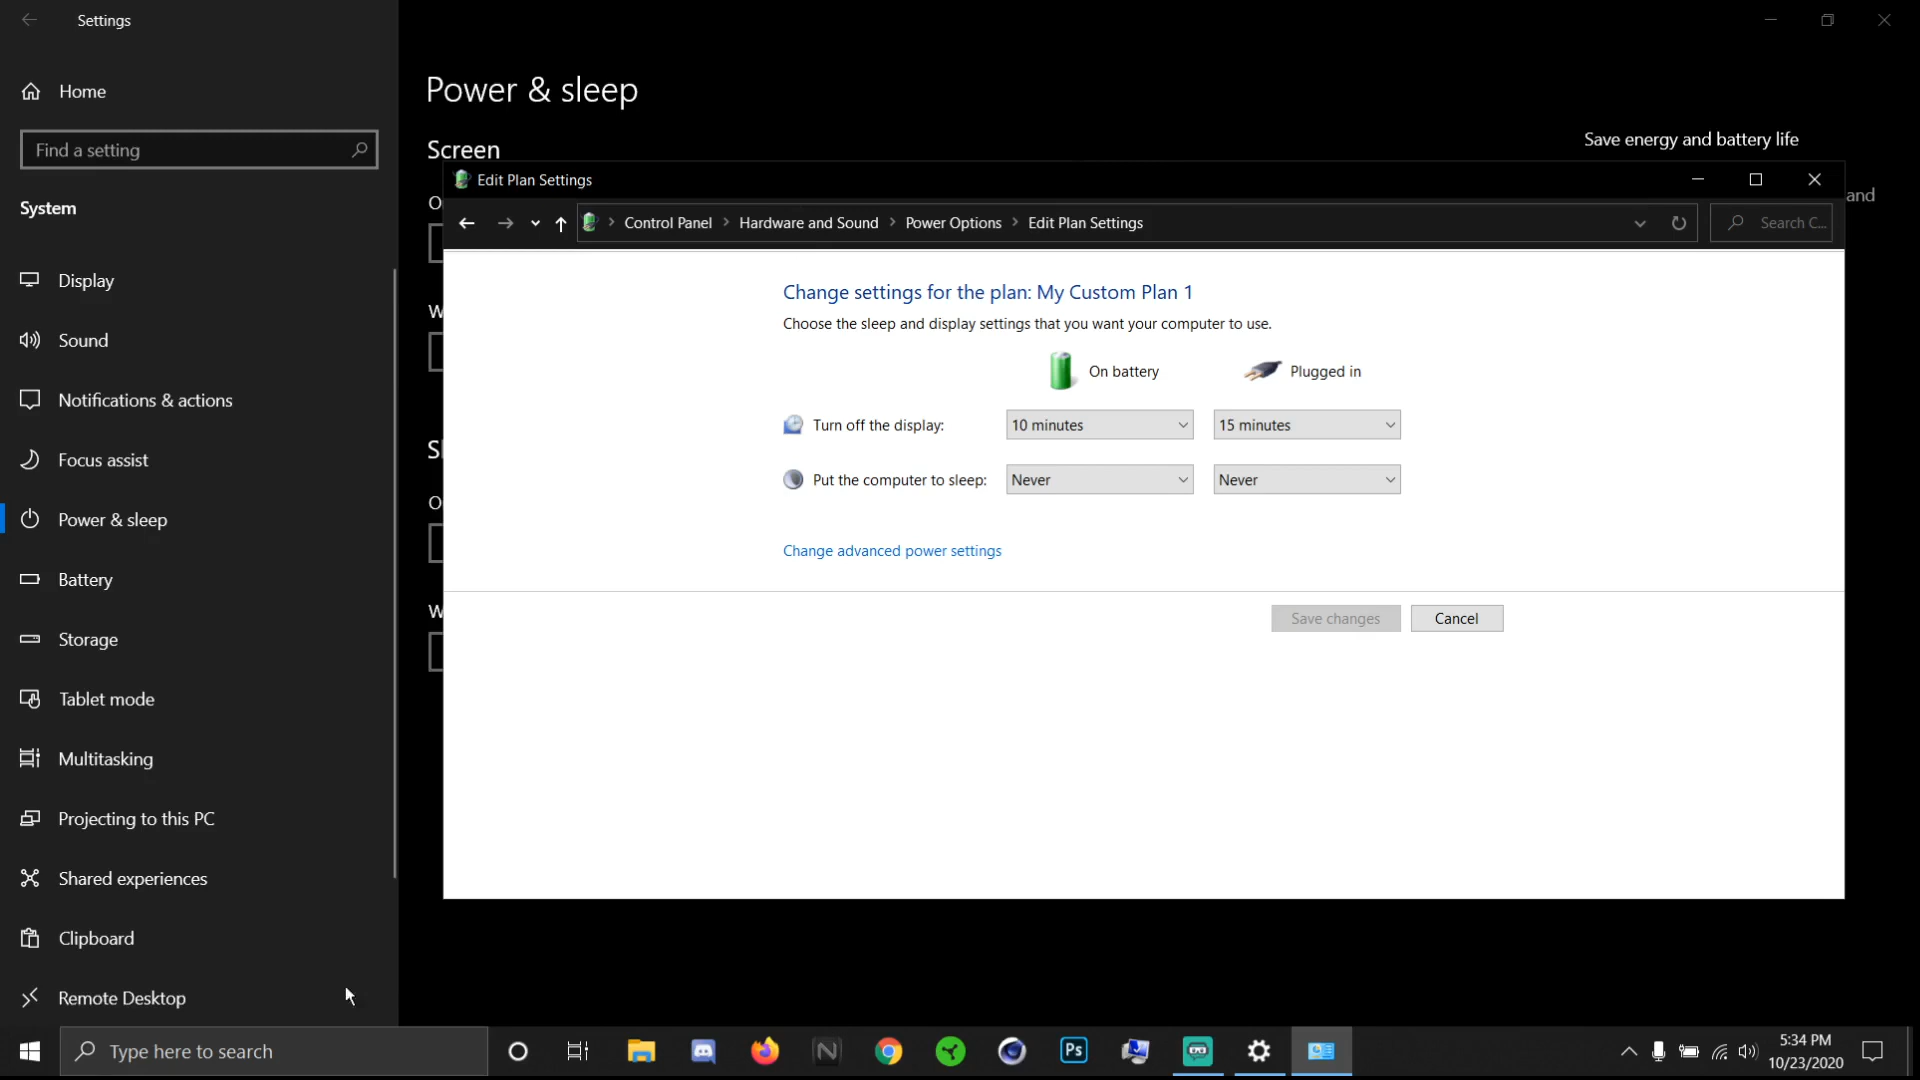 Settings
Home
Find a setting
System
Display
Sound
Notifications & actions
Focus assist
Power & sleep
Battery
Storage
Tablet mode
Multitasking
Projecting to this PC
Shared experiences
Clipboard
Remote Desktop
Power & sleep
Screen
Save energy and battery life
and
Edit Plan Settings
Control Panel > Hardware and Sound > Power Options > Edit Plan Settings
Search C...
Change settings for the plan: My Custom Plan 1
Choose the sleep and display settings that you want your computer to use.
On battery Plugged in
Turn off the display: 10 minutes 15 minutes
Put the computer to sleep: Never Never
Change advanced power settings
Save changes Cancel
Type here to search
Ps
5:34 PM
10/23/2020